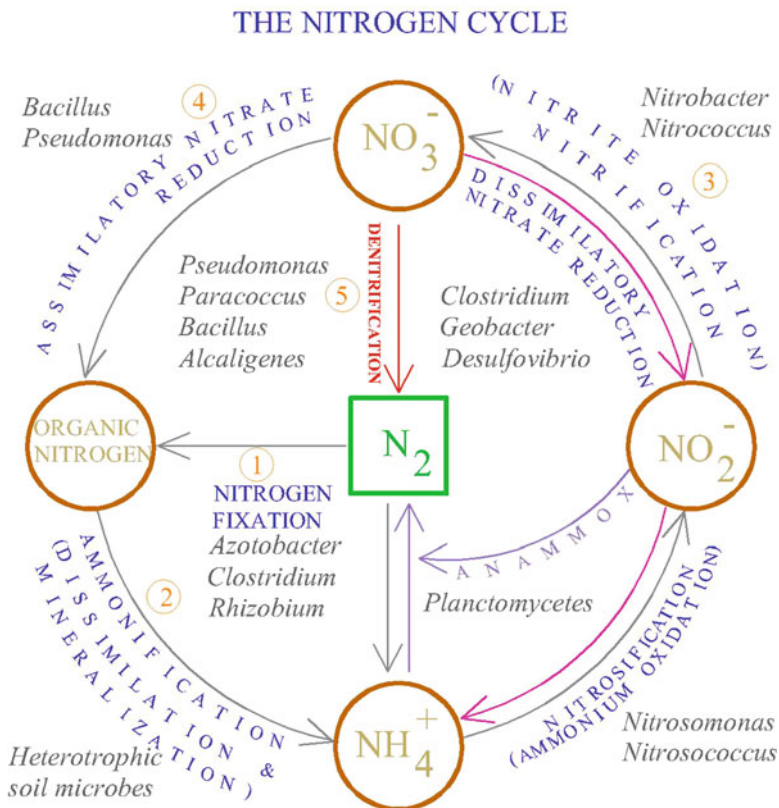 THE NITROGEN CYCLE
Bacillus
Pseudomonas
4
ASSIMILATORY NITRATE
REDUCTION
NO3-
(NITRITE OXIDATION)
NITRIFICATION
3
Nitrobacter
Nitrococcus
DISSIMILATORY
NITRATE REDUCTION
Pseudomonas
Paracoccus
Bacillus
Alcaligenes
5
DENITRIFICATION
Clostridium
Geobacter
Desulfovibrio
ORGANIC
NITROGEN
N2
NO2-
1
NITROGEN
FIXATION
Azotobacter
Clostridium
Rhizobium
ANAMMOX
Planctomycetes
2
AMMONIFICATION
(DISSIMILATION &
MINERALIZATION)
Heterotrophic
soil microbes
NH4+
NITROSIFICATION
(AMMONIUM OXIDATION)
Nitrosomonas
Nitrosococcus